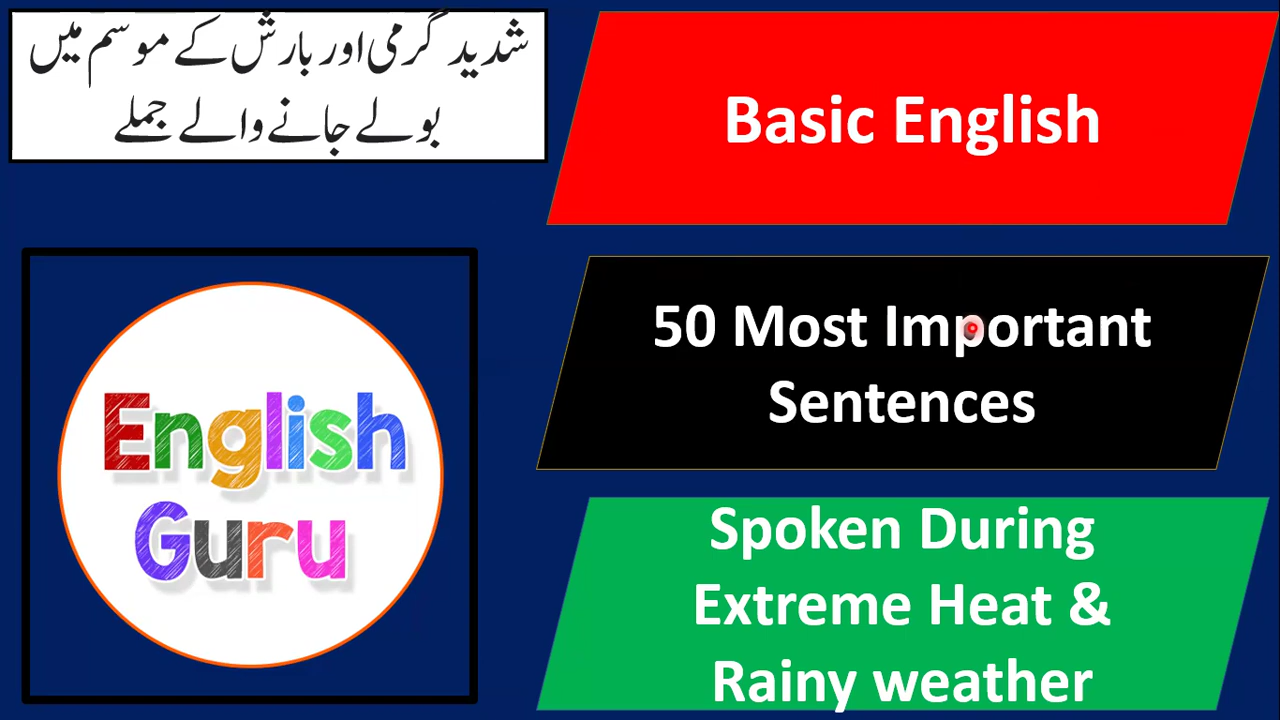 شدید گرمی اور بارش کے موسم میں
بولے جانے والے جملے
Basic English
50 Most Important
Sentences
English
Guru
Spoken During
Extreme Heat &
Rainy weather